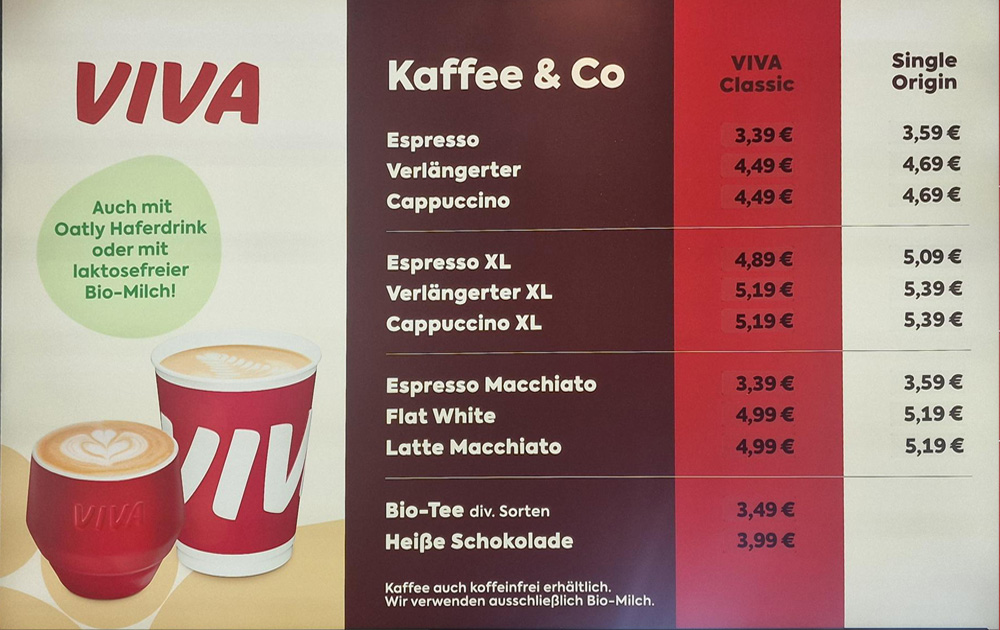 VIVA
Auch mit
Oatly Haferdrink
oder mit
laktosefreier
Bio-Milch!
VIVA
VIV
Kaffee & Co VIVA Classic Single Origin
Espresso 3,39 € 3,59 €
Verlängerter 4,49 € 4,69 €
Cappuccino 4,49 € 4,69 €
Espresso XL 4,89 € 5,09 €
Verlängerter XL 5,19 € 5,39 €
Cappuccino XL 5,19 € 5,39 €
Espresso Macchiato 3,39 € 3,59 €
Flat White 4,99 € 5,19 €
Latte Macchiato 4,99 € 5,19 €
Bio-Tee div. Sorten 3,49 €
Heiße Schokolade 3,99 €
Kaffee auch koffeinfrei erhältlich.
Wir verwenden ausschließlich Bio-Milch.